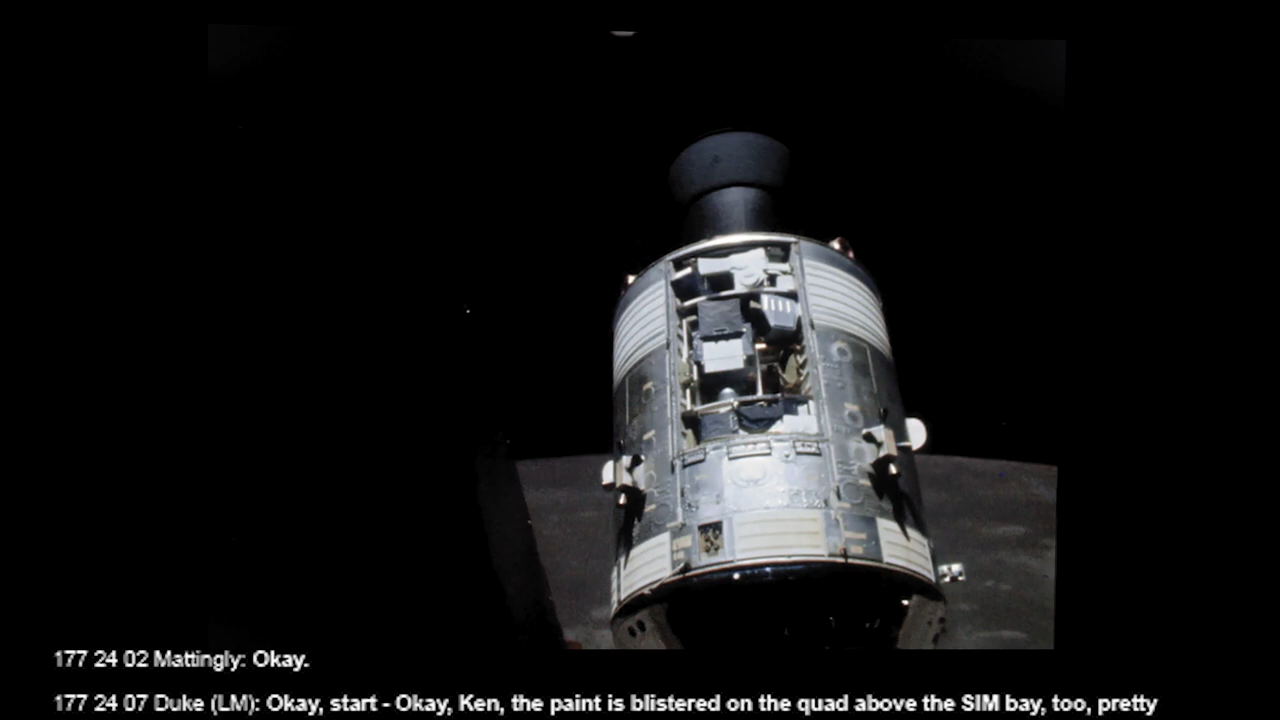 177 24 02 Mattingly: Okay.
177 24 07 Duke (LM): Okay, start - Okay, Ken, the paint is blistered on the quad above the SIM bay, too, pretty